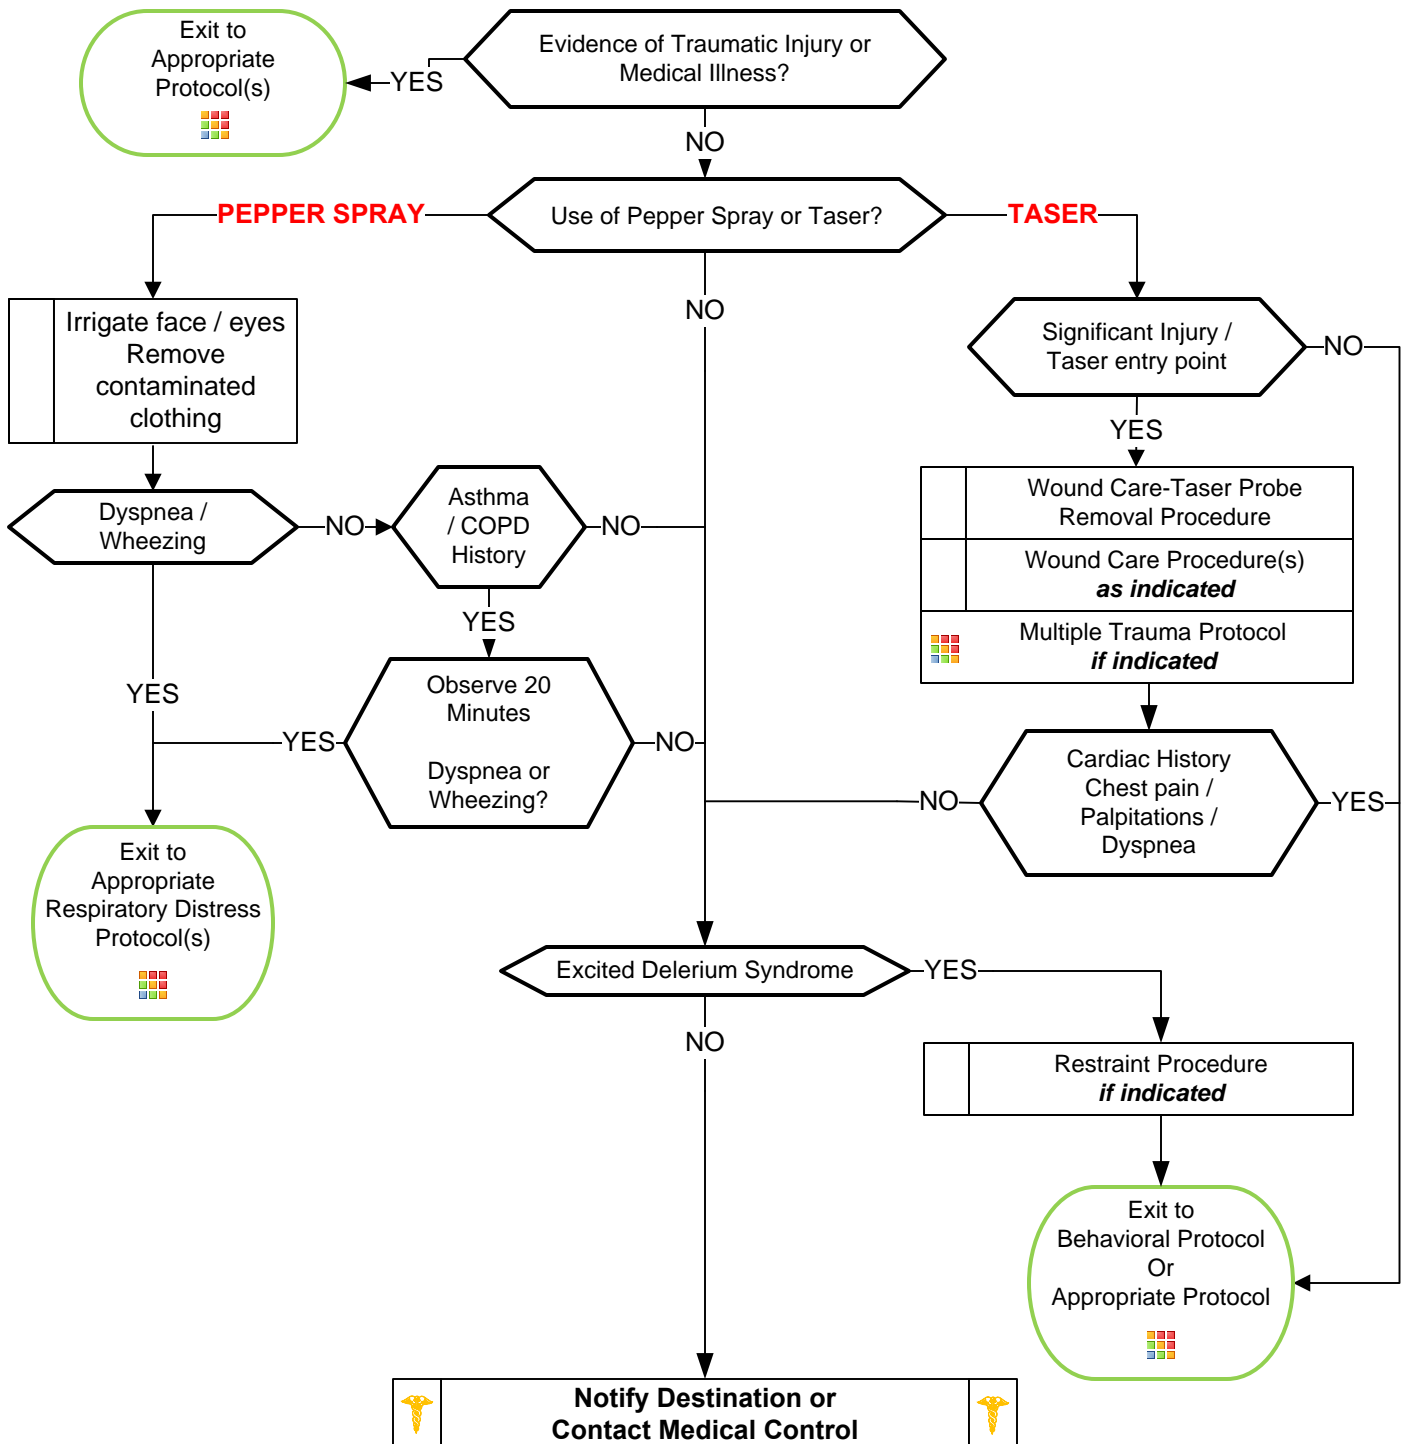 Exit to
Appropriate
Protocol(s)
YES
Evidence of Traumatic Injury or
Medical Illness?
NO
PEPPER SPRAY
Use of Pepper Spray or Taser?
TASER
NO
Irrigate face / eyes
Remove
contaminated
clothing
Significant Injury /
Taser entry point
NO
YES
Dyspnea /
Wheezing
NO
Asthma
/ COPD
History
NO
Wound Care-Taser Probe
Removal Procedure
Wound Care Procedure(s)
as indicated
Multiple Trauma Protocol
if indicated
YES
YES
Observe 20
Minutes
Dyspnea or
Wheezing?
YES
NO
Cardiac History
Chest pain /
Palpitations /
Dyspnea
NO
YES
Exit to
Appropriate
Respiratory Distress
Protocol(s)
Excited Delerium Syndrome
YES
NO
Restraint Procedure
if indicated
Exit to
Behavioral Protocol
Or
Appropriate Protocol
Notify Destination or
Contact Medical Control